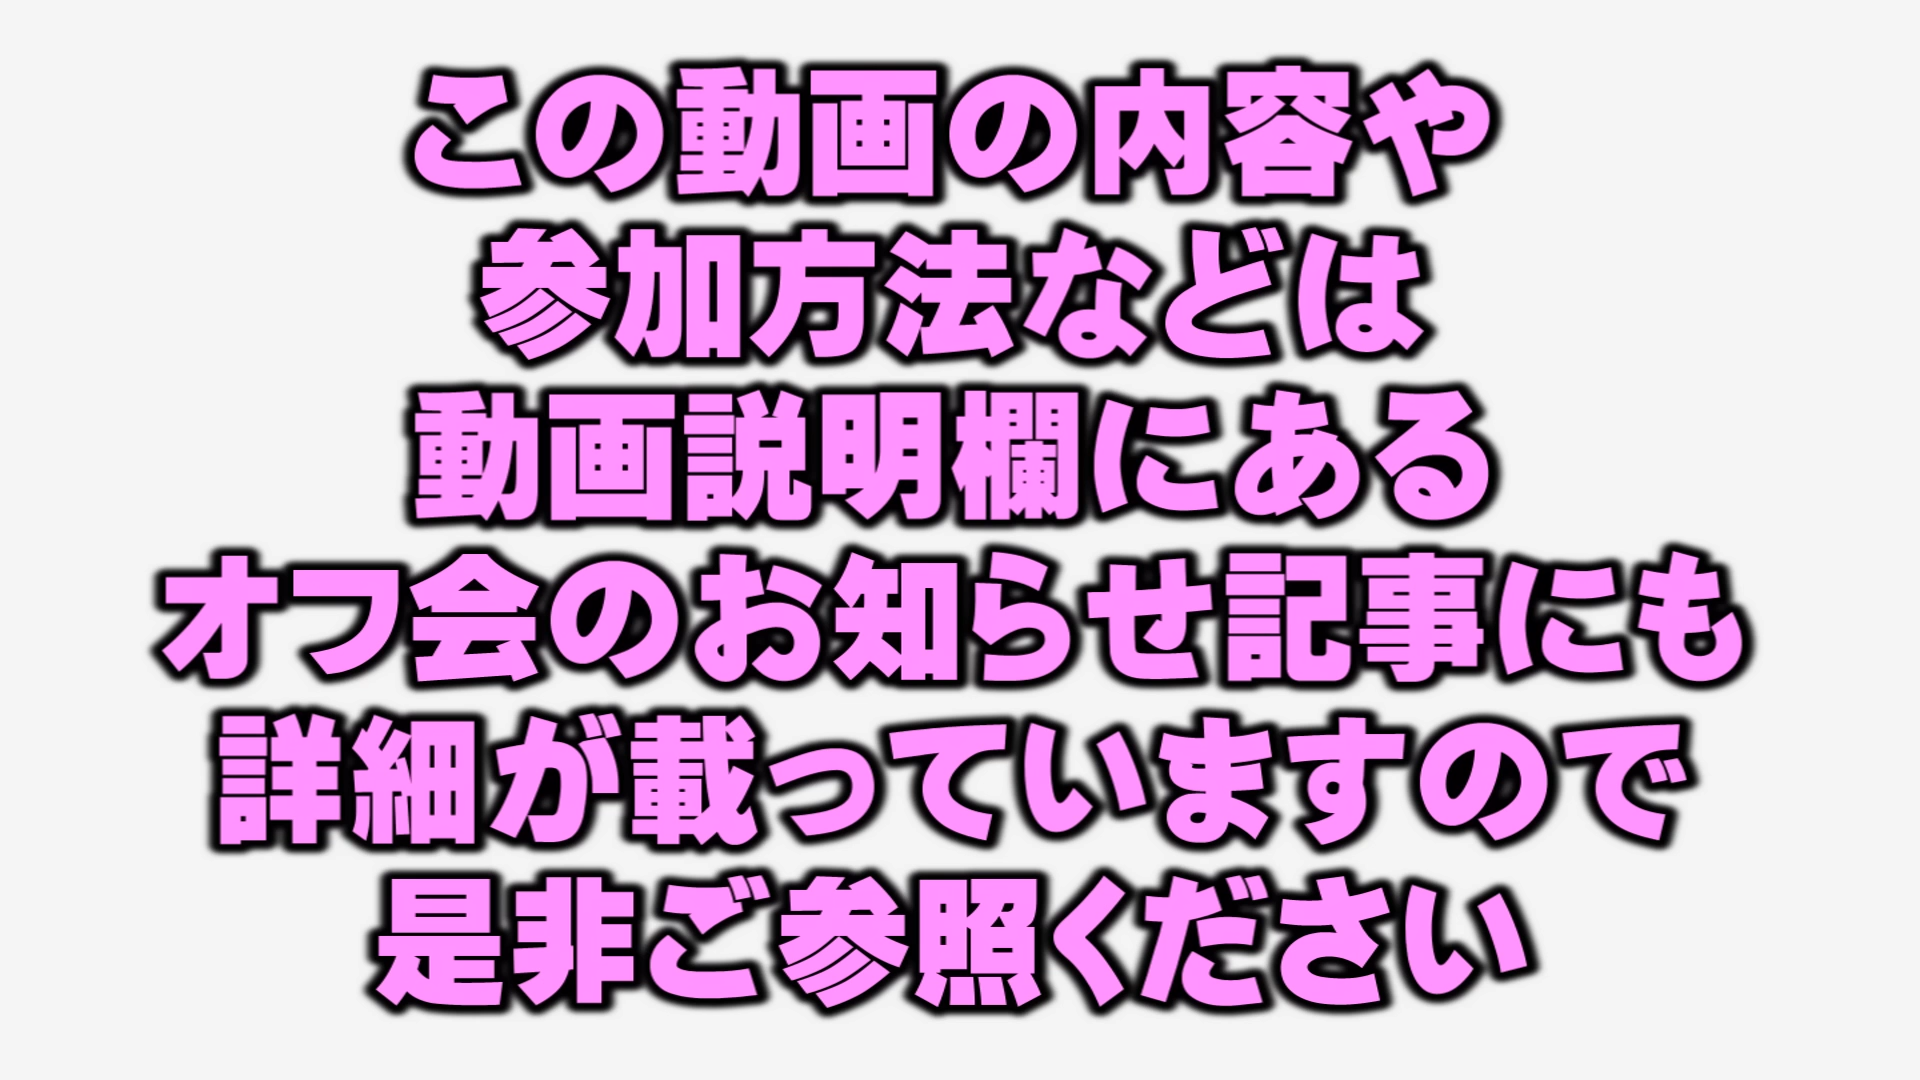 この動画の内容や
参加方法などは
動画説明欄にある
オフ会のお知らせ記事にも
詳細が載っていますので
是非ご参照ください